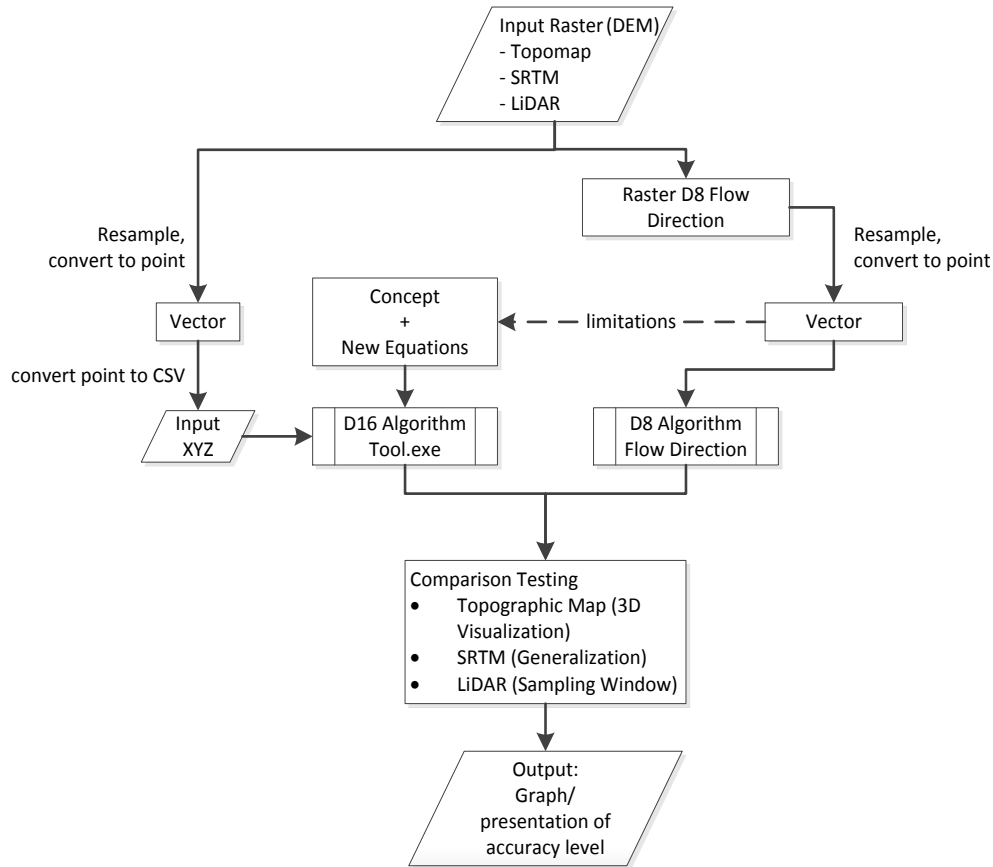 Input Raster (DEM)
- Topomap
- SRTM
- LiDAR
Raster D8 Flow
Direction
Resample,
convert to point
Resample,
convert to point
Vector
Concept
+
New Equations
limitations
Vector
convert point to CSV
Input
XYZ
D16 Algorithm
Tool.exe
D8 Algorithm
Flow Direction
Comparison Testing
• Topographic Map (3D
Visualization)
• SRTM (Generalization)
• LiDAR (Sampling Window)
Output:
Graph/
presentation of
accuracy level